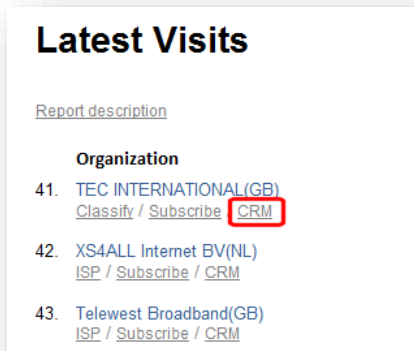 Latest Visits
Report description
Organization
41. TEC INTERNATIONAL(GB)
Classify / Subscribe / CRM
42. XS4ALL Internet BV(NL)
ISP / Subscribe / CRM
43. Telewest Broadband(GB)
ISP / Subscribe / CRM